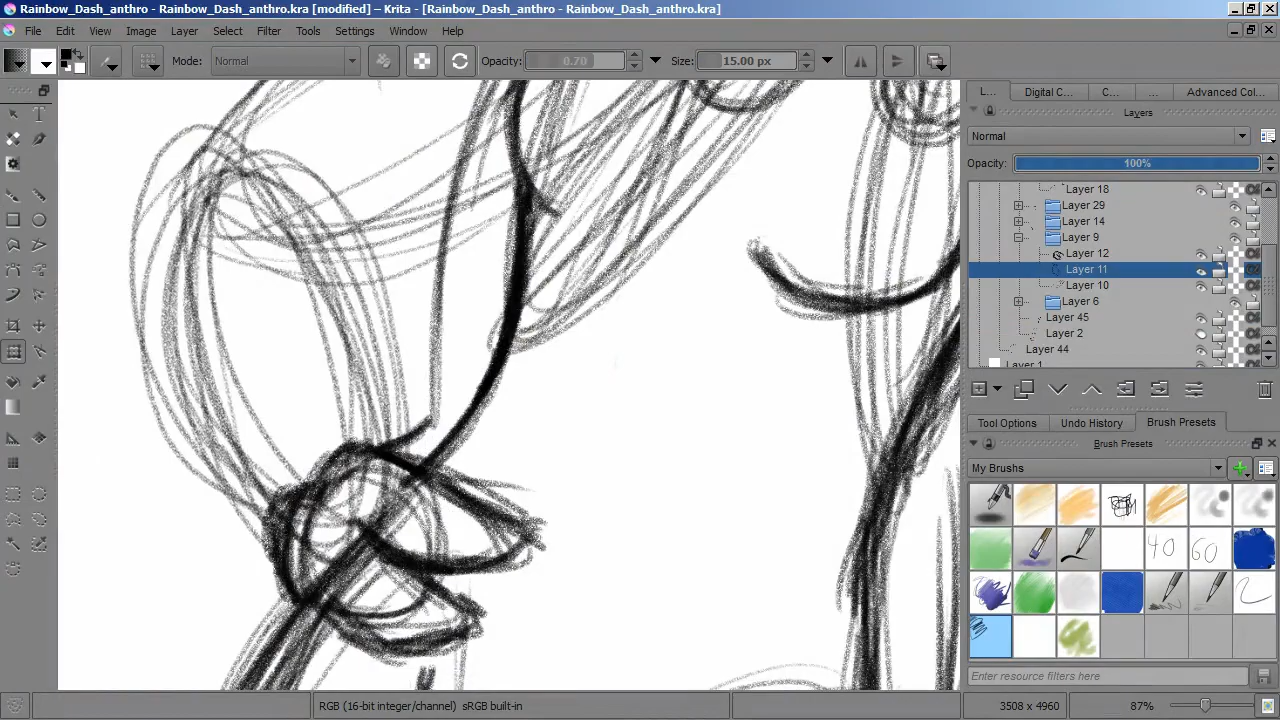 Rainbow_Dash_anthro - Rainbow_Dash_anthro.kra [modified] – Krita - [Rainbow_Dash_anthro - Rainbow_Dash_anthro.kra]
File Edit View Image Layer Select Filter Tools Settings Window Help
Mode: Normal Opacity: 0.70 Size: 15.00 px
L... Digital C... C... ... Advanced Col...
Layers
Normal
Opacity: 100%
Layer 18
Layer 29
Layer 14
Layer 9
Layer 12
Layer 11
Layer 10
Layer 6
Layer 45
Layer 2
Layer 44
Layer 1
Tool Options Undo History Brush Presets
Brush Presets
My Brushes
40 60
Enter resource filters here
RGB (16-bit integer/channel) sRGB built-in 3508 x 4960 87%